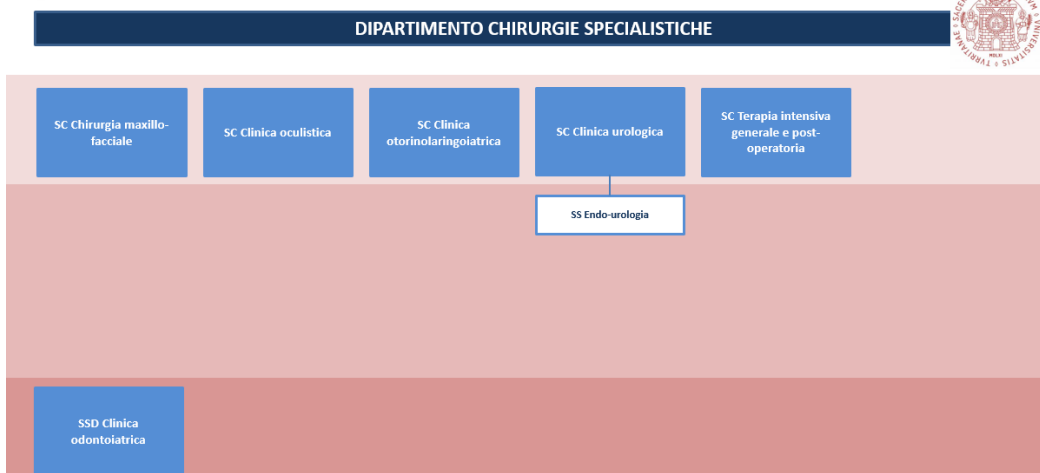 DIPARTIMENTO CHIRURGIE SPECIALISTICHE
SC Chirurgia maxillo-
facciale
SC Clinica oculistica
SC Clinica
otorinolaringoiatrica
SC Clinica urologica
SC Terapia intensiva
generale e post-
operatoria
SS Endo-urologia
SSD Clinica
odontoiatrica